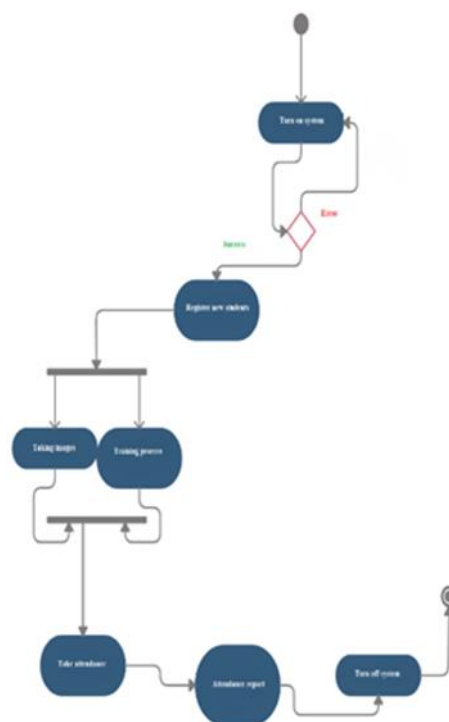 Turn on system
Error
Success
Register new students
Taking images
Training process
Take attendance
Attendance report
Turn off system